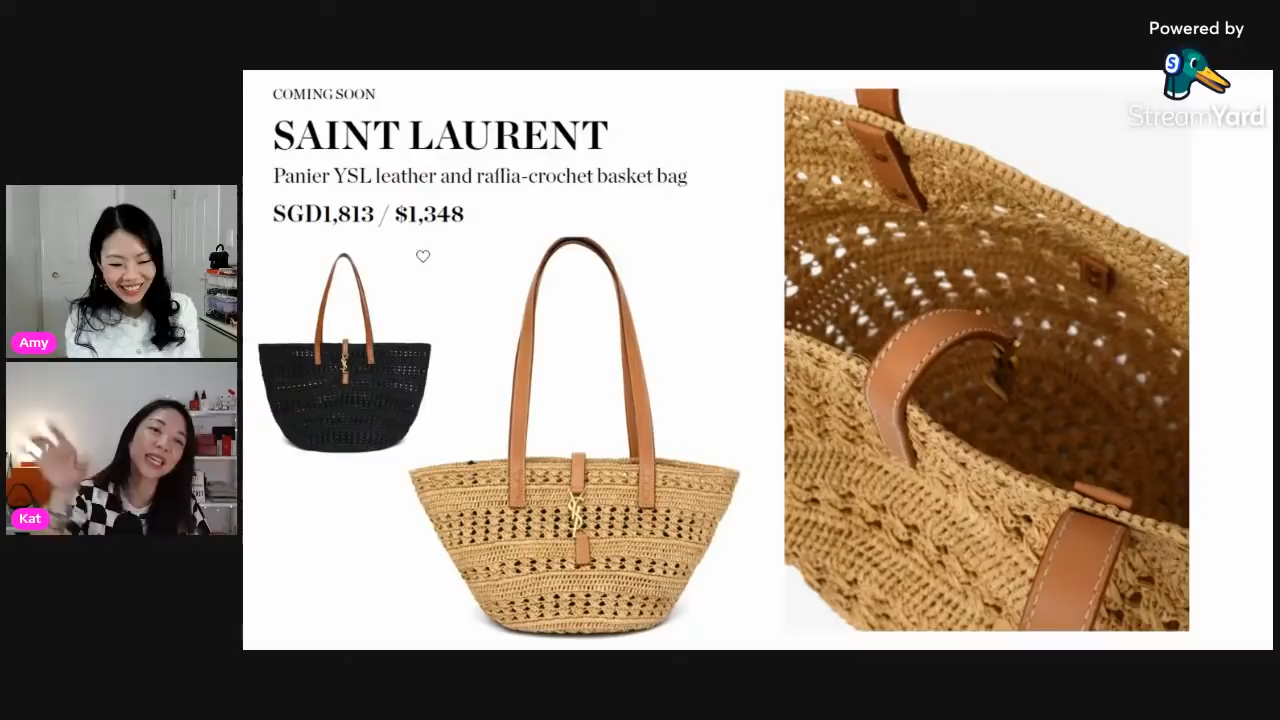 Powered by
S
StreamYard
COMING SOON
SAINT LAURENT
Panier YSL leather and raffia-crochet basket bag
SGD1,813 / $1,348
Amy
Kat